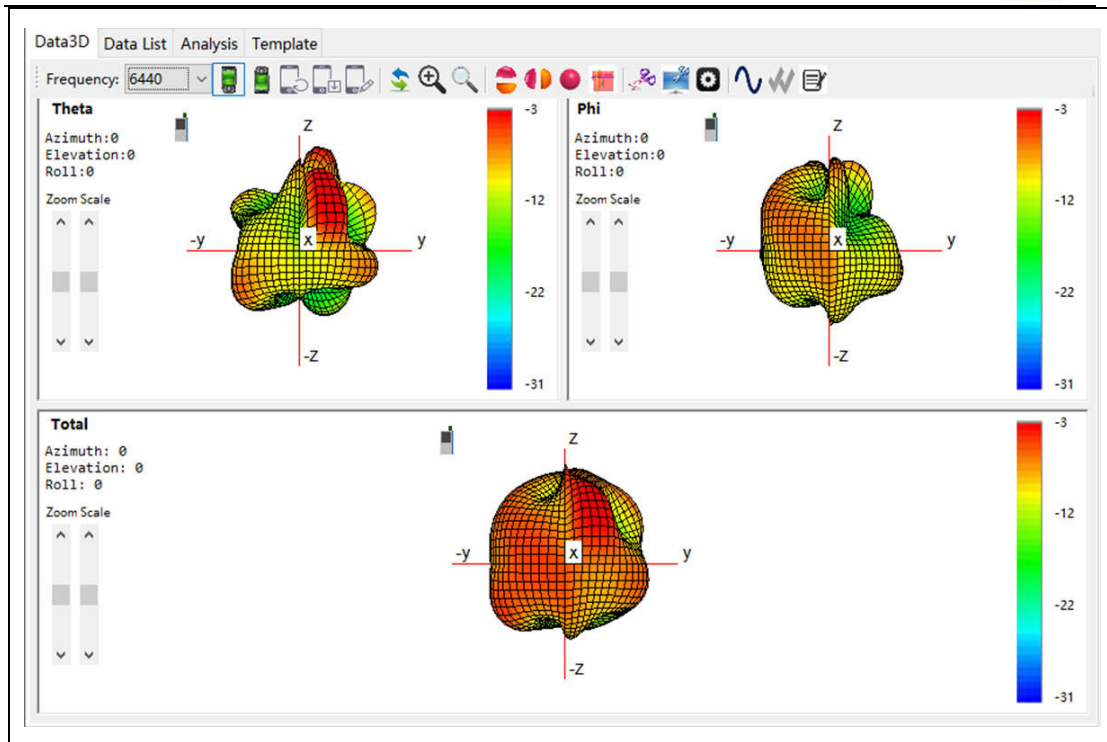 Data3D Data List Analysis Template
Frequency: 6440
Theta
Azimuth:0
Elevation:0
Roll:0
Zoom Scale
Z
-y
x
y
-Z
-3
-12
-22
-31
Phi
Azimuth:0
Elevation:0
Roll:0
Zoom Scale
Z
-y
x
y
-Z
-3
-12
-22
-31
Total
Azimuth: 0
Elevation: 0
Roll: 0
Zoom Scale
Z
-y
x
y
-Z
-3
-12
-22
-31